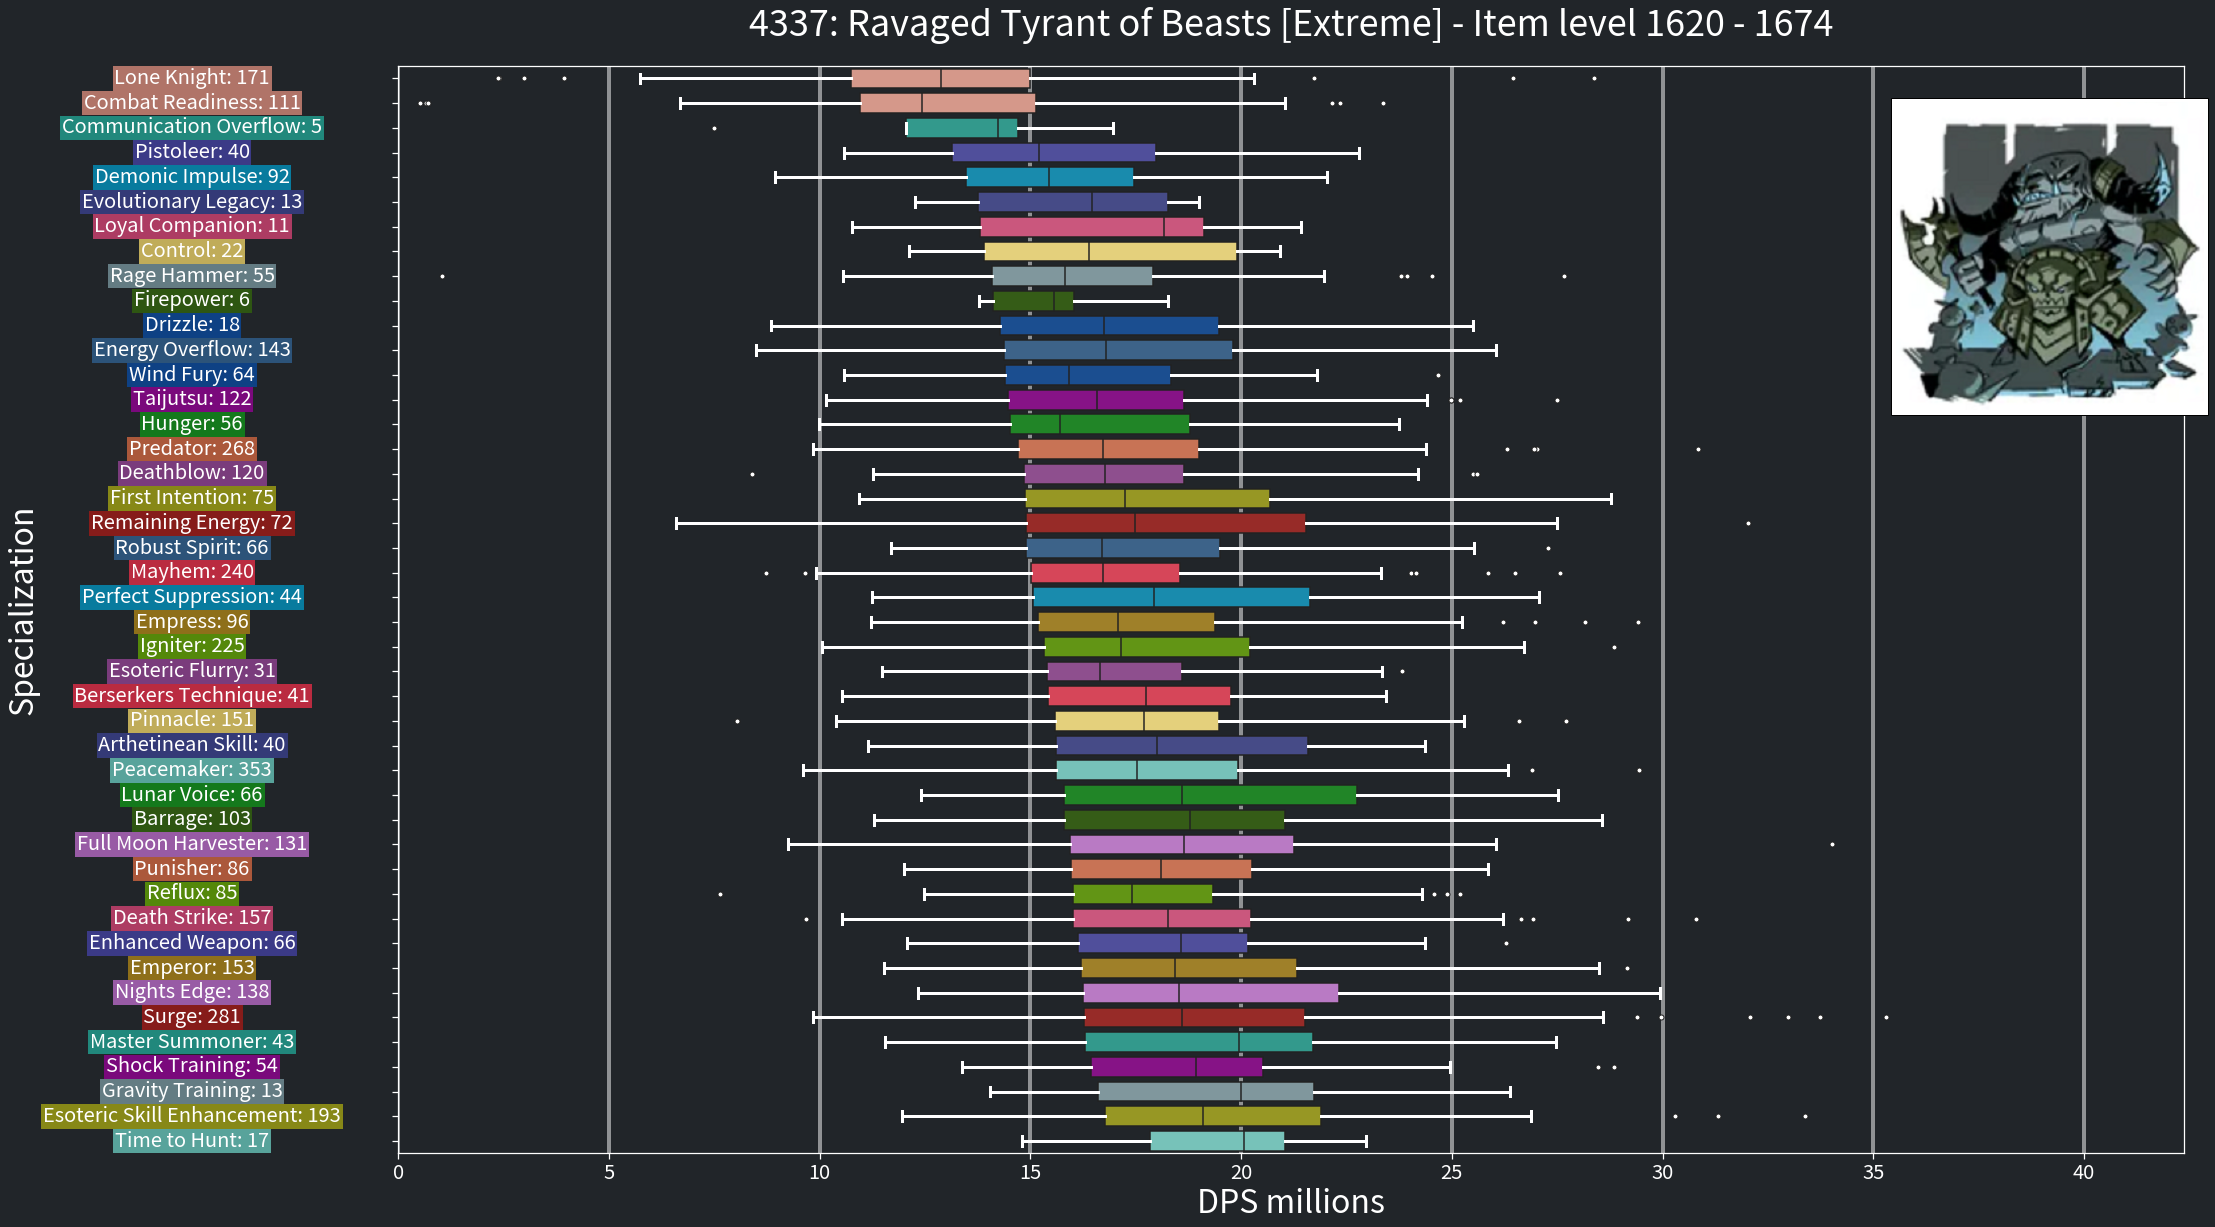 4337: Ravaged Tyrant of Beasts [Extreme] - Item level 1620 - 1674
Specialization
Lone Knight: 171
Combat Readiness: 111
Communication Overflow: 5
Pistoleer: 40
Demonic Impulse: 92
Evolutionary Legacy: 13
Loyal Companion: 11
Control: 22
Rage Hammer: 55
Firepower: 6
Drizzle: 18
Energy Overflow: 143
Wind Fury: 64
Taijutsu: 122
Hunger: 56
Predator: 268
Deathblow: 120
First Intention: 75
Remaining Energy: 72
Robust Spirit: 66
Mayhem: 240
Perfect Suppression: 44
Empress: 96
Igniter: 225
Esoteric Flurry: 31
Berserkers Technique: 41
Pinnacle: 151
Arthetinean Skill: 40
Peacemaker: 353
Lunar Voice: 66
Barrage: 103
Full Moon Harvester: 131
Punisher: 86
Reflux: 85
Death Strike: 157
Enhanced Weapon: 66
Emperor: 153
Nights Edge: 138
Surge: 281
Master Summoner: 43
Shock Training: 54
Gravity Training: 13
Esoteric Skill Enhancement: 193
Time to Hunt: 17
0 5 10 15 20 25 30 35 40
DPS millions